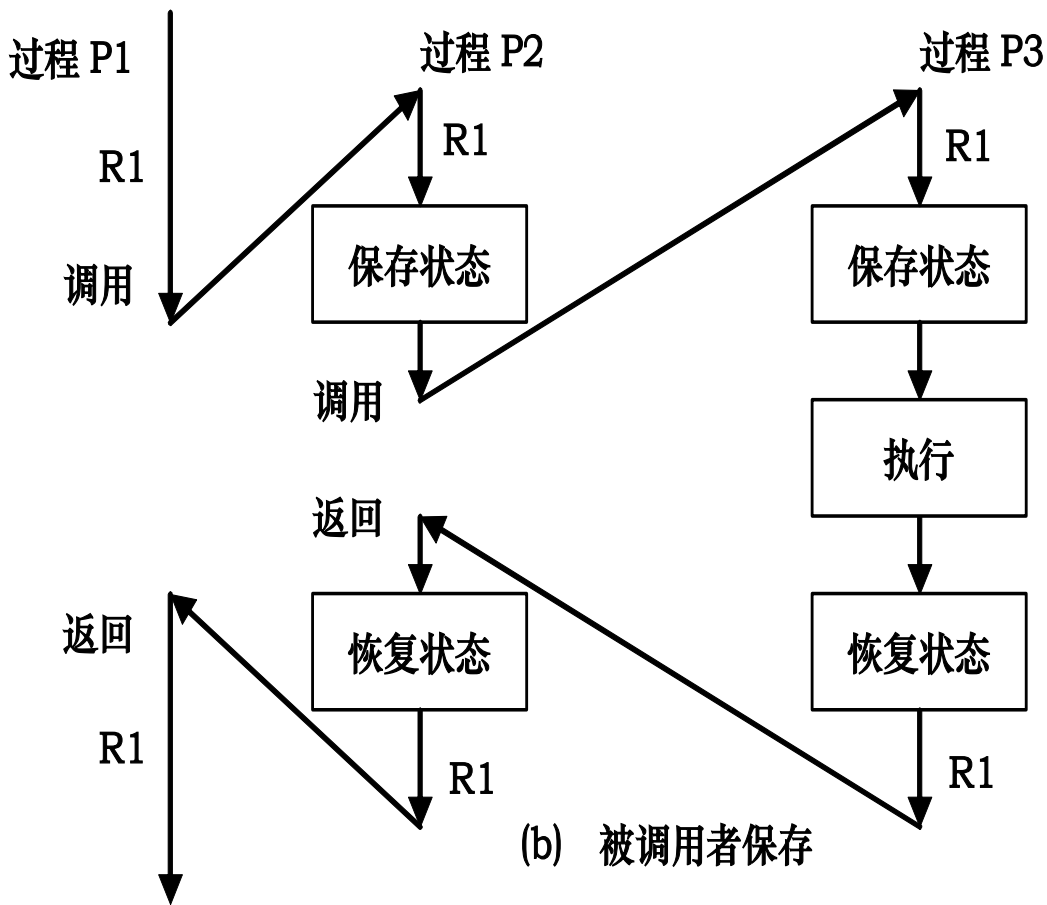 过程 P1
过程 P2
过程 P3
R1
R1
R1
保存状态
保存状态
调用
调用
执行
返回
返回
恢复状态
恢复状态
R1
R1
R1
(b) 被调用者保存